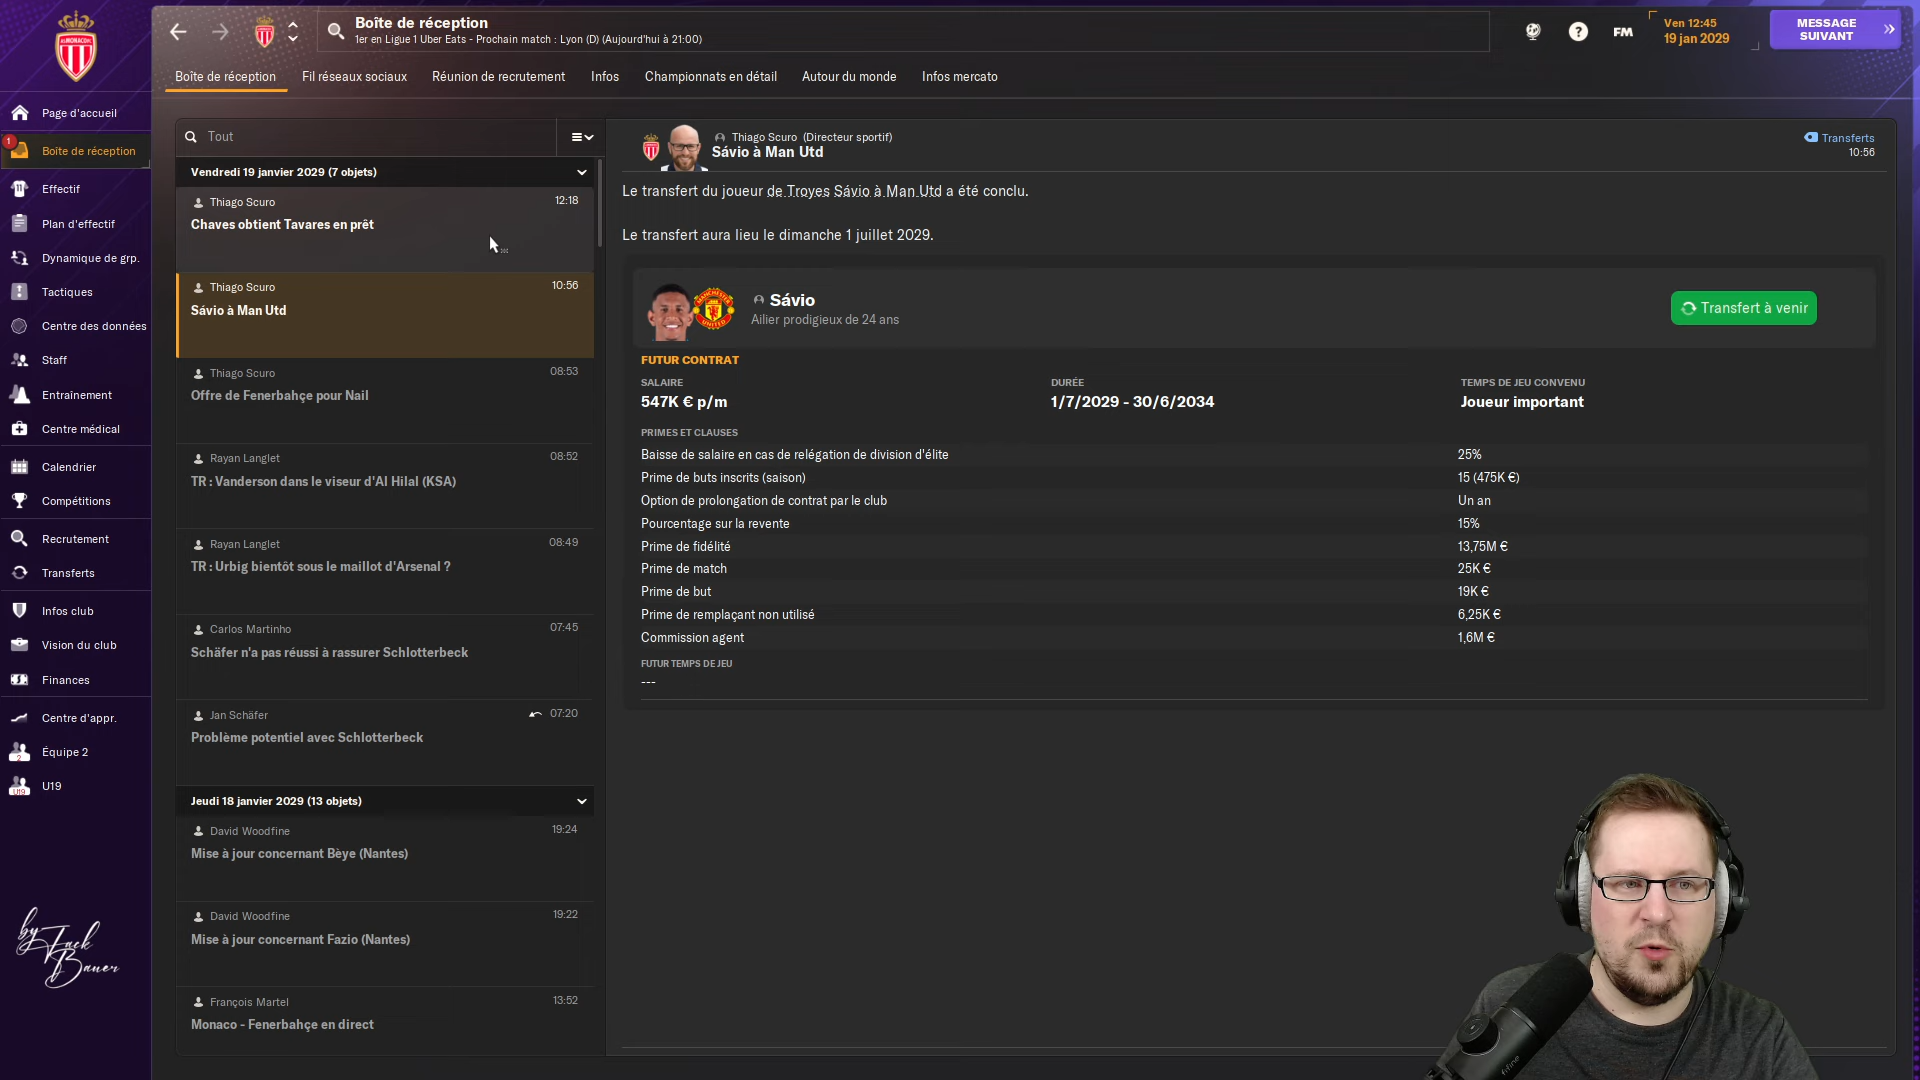 Boîte de réception
1er en Ligue 1 Uber Eats - Prochain match : Lyon (D) (Aujourd'hui à 21:00)
FM
Ven 12:45
19 jan 2029
MESSAGE
SUIVANT
Boîte de réception
Fil réseaux sociaux
Réunion de recrutement
Infos
Championnats en détail
Autour du monde
Infos mercato
Page d'accueil
1
Boîte de réception
Effectif
Plan d'effectif
Dynamique de grp.
Tactiques
Centre des données
Staff
Entraînement
Centre médical
Calendrier
Compétitions
Recrutement
Transferts
Infos club
Vision du club
Finances
Centre d'appr.
Équipe 2
U19
by Jack
Bauer
Tout
Vendredi 19 janvier 2029 (7 objets)
Thiago Scuro 12:18
Chaves obtient Tavares en prêt
Thiago Scuro 10:56
Sávio à Man Utd
Thiago Scuro 08:53
Offre de Fenerbahçe pour Nail
Rayan Langlet 08:52
TR : Vanderson dans le viseur d'Al Hilal (KSA)
Rayan Langlet 08:49
TR : Urbig bientôt sous le maillot d'Arsenal ?
Carlos Martinho 07:45
Schäfer n'a pas réussi à rassurer Schlotterbeck
Jan Schäfer 07:20
Problème potentiel avec Schlotterbeck
Jeudi 18 janvier 2029 (13 objets)
David Woodfine 19:24
Mise à jour concernant Bèye (Nantes)
David Woodfine 19:22
Mise à jour concernant Fazio (Nantes)
François Martel 13:52
Monaco - Fenerbahçe en direct
Thiago Scuro (Directeur sportif)
Sávio à Man Utd
Transferts
10:56
Le transfert du joueur de Troyes Sávio à Man Utd a été conclu.
Le transfert aura lieu le dimanche 1 juillet 2029.
Sávio
Ailier prodigieux de 24 ans
Transfert à venir
FUTUR CONTRAT
SALAIRE DURÉE TEMPS DE JEU CONVENU
547K € p/m 1/7/2029 - 30/6/2034 Joueur important
PRIMES ET CLAUSES
Baisse de salaire en cas de relégation de division d'élite 25%
Prime de buts inscrits (saison) 15 (475K €)
Option de prolongation de contrat par le club Un an
Pourcentage sur la revente 15%
Prime de fidélité 13,75M €
Prime de match 25K €
Prime de but 19K €
Prime de remplaçant non utilisé 6,25K €
Commission agent 1,6M €
FUTUR TEMPS DE JEU
---
fifine